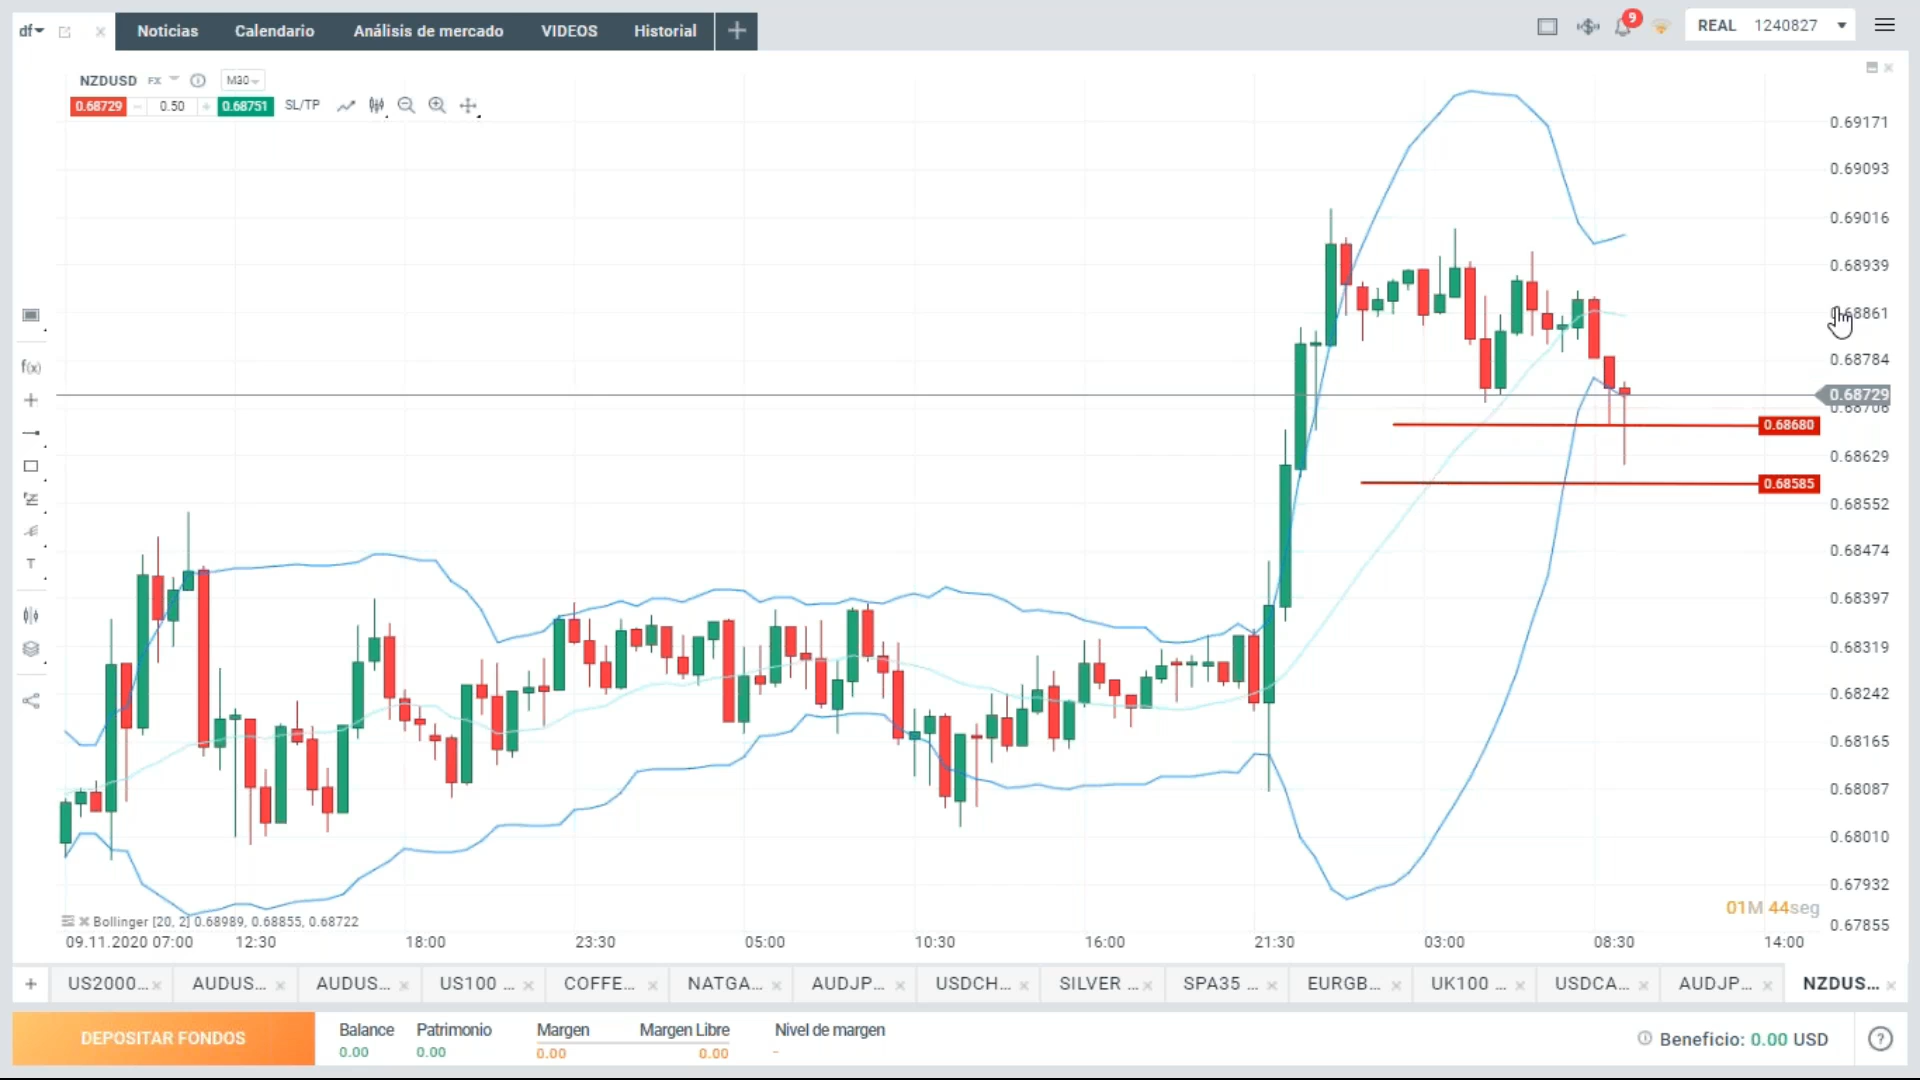 df
Noticias
Calendario
Análisis de mercado
VIDEOS
Historial
9
REAL 1240827
NZDUSD FX M30
0.68729 0.50 0.68751 SL/TP
0.69171
0.69093
0.69016
0.68939
0.68784
0.68729
0.68680
0.68629
0.68585
0.68552
0.68474
0.68397
0.68319
0.68242
0.68165
0.68087
0.68010
0.67932
0.67855
f(x)
T
01M 44seg
Bollinger [20, 2] 0.68989, 0.68855, 0.68722
09.11.2020 07:00 12:30 18:00 23:30 05:00 10:30 16:00 21:30 03:00 08:30 14:00
+ US2000... AUDUS... AUDUS... US100 ... COFFE... NATGA... AUDJP... USDCH... SILVER ... SPA35 ... EURGB... UK100 ... USDCA... AUDJP... NZDUS...
DEPOSITAR FONDOS
Balance Patrimonio Margen Margen Libre Nivel de margen
0.00 0.00 0.00 0.00 -
Beneficio: 0.00 USD
?